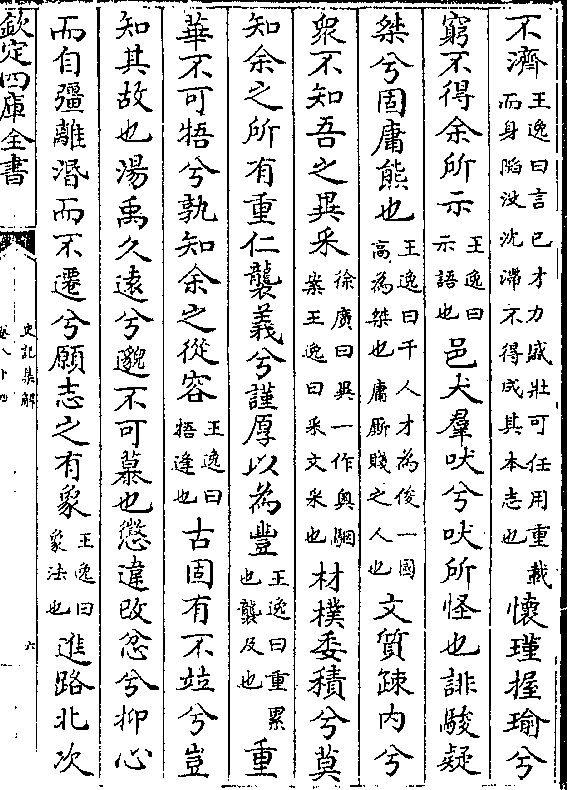 不濟王逸曰言己才力盛壯可任用重載而身陷沒沈滯不得成其本志也懷瑾握瑜兮
窮不得余所示王逸曰示語也邑犬羣吠兮吠所怪也誹駿疑
桀兮固庸熊也王逸曰千人才為俊一國高為桀也庸廝賤之人也文質疎内兮
衆不知吾之異采徐廣曰異一作奥駰案王逸曰采文采也材樸委積兮莫
知余之所有重仁襲義兮謹厚以為豐王逸曰重累也襲及也重
華不可牾兮孰知余之從容王逸曰牾逢也古固有不竝兮豈
知其故也湯禹久遠兮邈不可慕也懲違改忿兮抑心
而自彊離湣而不遷兮願志之有象王逸曰象法也進路北次
欽定四庫全書
史記集解
卷八十四
六